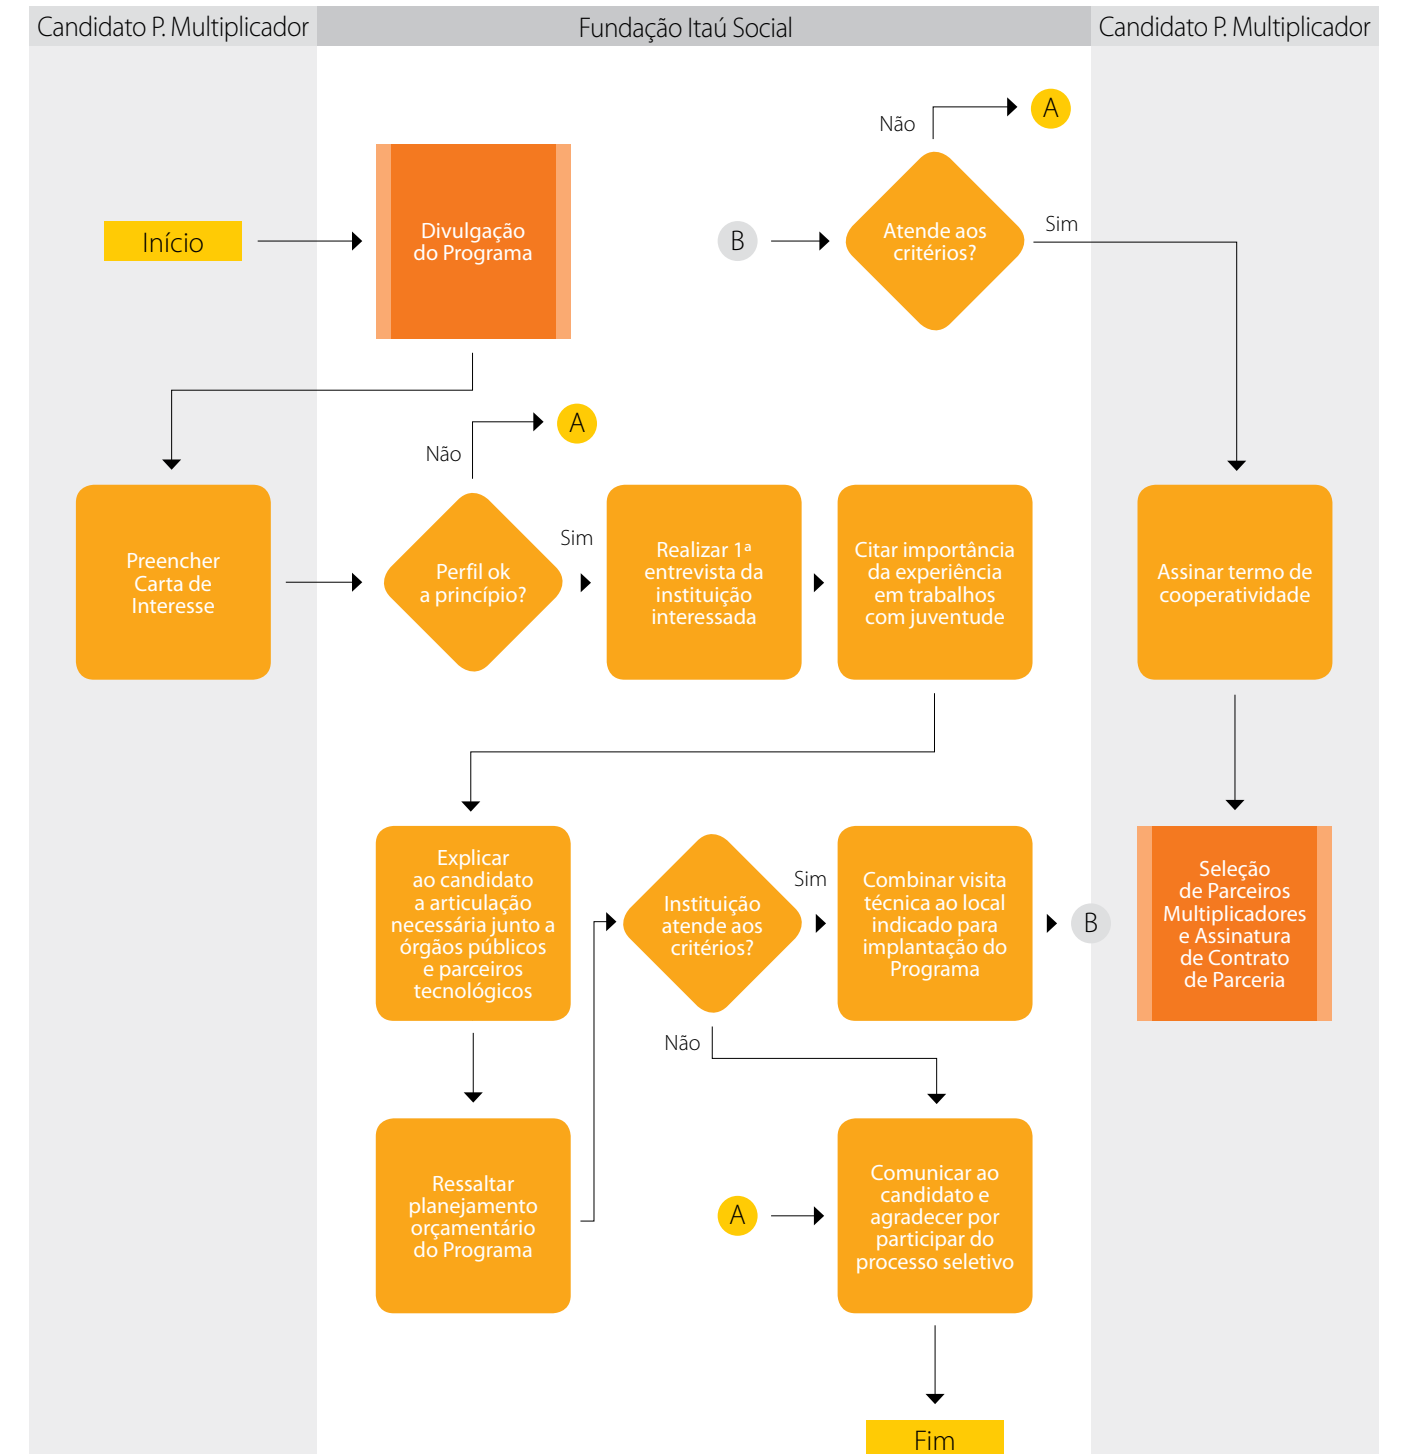 Candidato P. Multiplicador
Fundação Itaú Social
Candidato P. Multiplicador
Não
A
Início
Divulgação
do Programa
B
Atende aos
critérios?
Sim
Não
A
Preencher
Carta de
Interesse
Perfil ok
a princípio?
Sim
Realizar 1ª
entrevista da
instituição
interessada
Citar importância
da experiência
em trabalhos
com juventude
Assinar termo de
cooperatividade
Explicar
ao candidato
a articulação
necessária junto a
órgãos públicos
e parceiros
tecnológicos
Instituição
atende aos
critérios?
Sim
Combinar visita
técnica ao local
indicado para
implantação do
Programa
B
Seleção
de Parceiros
Multiplicadores
e Assinatura
de Contrato
de Parceria
Não
Ressaltar
planejamento
orçamentário
do Programa
A
Comunicar ao
candidato e
agradecer por
participar do
processo seletivo
Fim